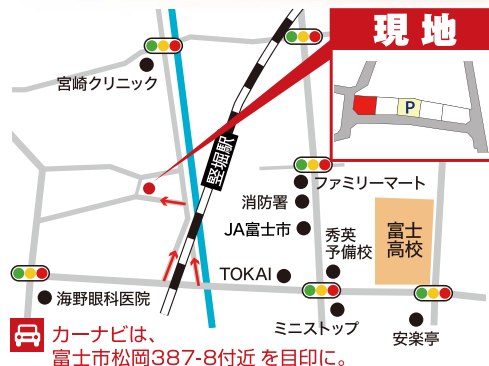 現地
P
宮崎クリニック
竪堀駅
ファミリーマート
消防署
JA富士市
秀英
予備校
富士
高校
TOKAI
海野眼科医院
ミニストップ
安楽亭
カーナビは、
富士市松岡387-8付近 を目印に。